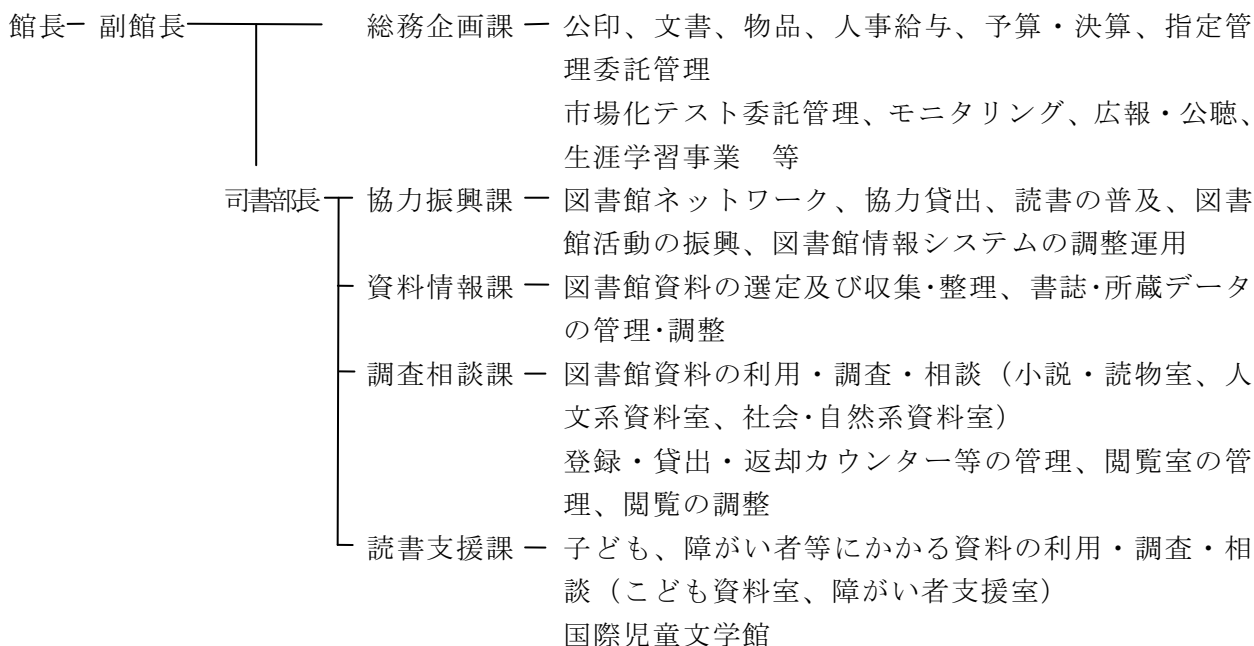 館長 副館長 総務企画課 公印、文書、物品、人事給与、予算・決算、指定管
理委託管理
市場化テスト委託管理、モニタリング、広報・公聴、
生涯学習事業　等
司書部長 協力振興課 図書館ネットワーク、協力貸出、読書の普及、図書
館活動の振興、図書館情報システムの調整運用
資料情報課 図書館資料の選定及び収集･整理、書誌･所蔵データ
の管理･調整
調査相談課 図書館資料の利用・調査・相談（小説・読物室、人
文系資料室、社会･自然系資料室）
登録・貸出・返却カウンター等の管理、閲覧室の管
理、閲覧の調整
読書支援課 子ども、障がい者等にかかる資料の利用・調査・相
談（こども資料室、障がい者支援室）
国際児童文学館